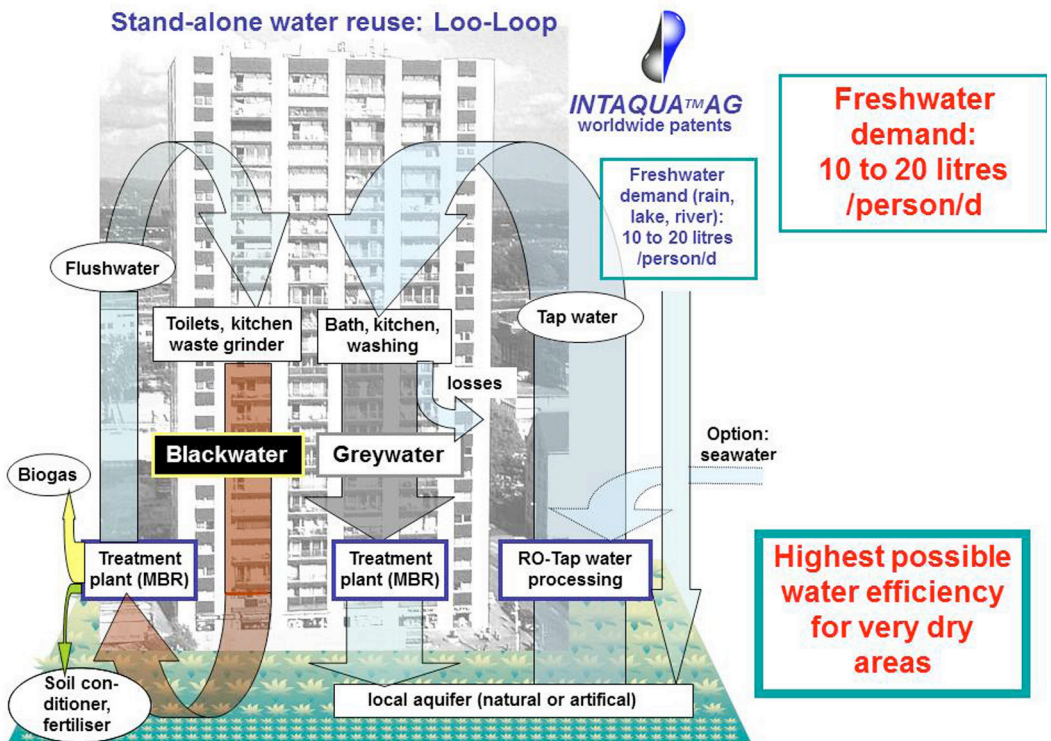 Stand-alone water reuse: Loo-Loop
INTAQUA™AG
worldwide patents
Freshwater
demand:
10 to 20 litres
/person/d
Freshwater
demand (rain,
lake, river):
10 to 20 litres
/person/d
Flushwater
Toilets, kitchen
waste grinder
Bath, kitchen,
washing
Tap water
losses
Option:
seawater
Blackwater
Greywater
Biogas
Treatment
plant (MBR)
Treatment
plant (MBR)
RO-Tap water
processing
Highest possible
water efficiency
for very dry
areas
Soil con-
ditioner,
fertiliser
local aquifer (natural or artifical)